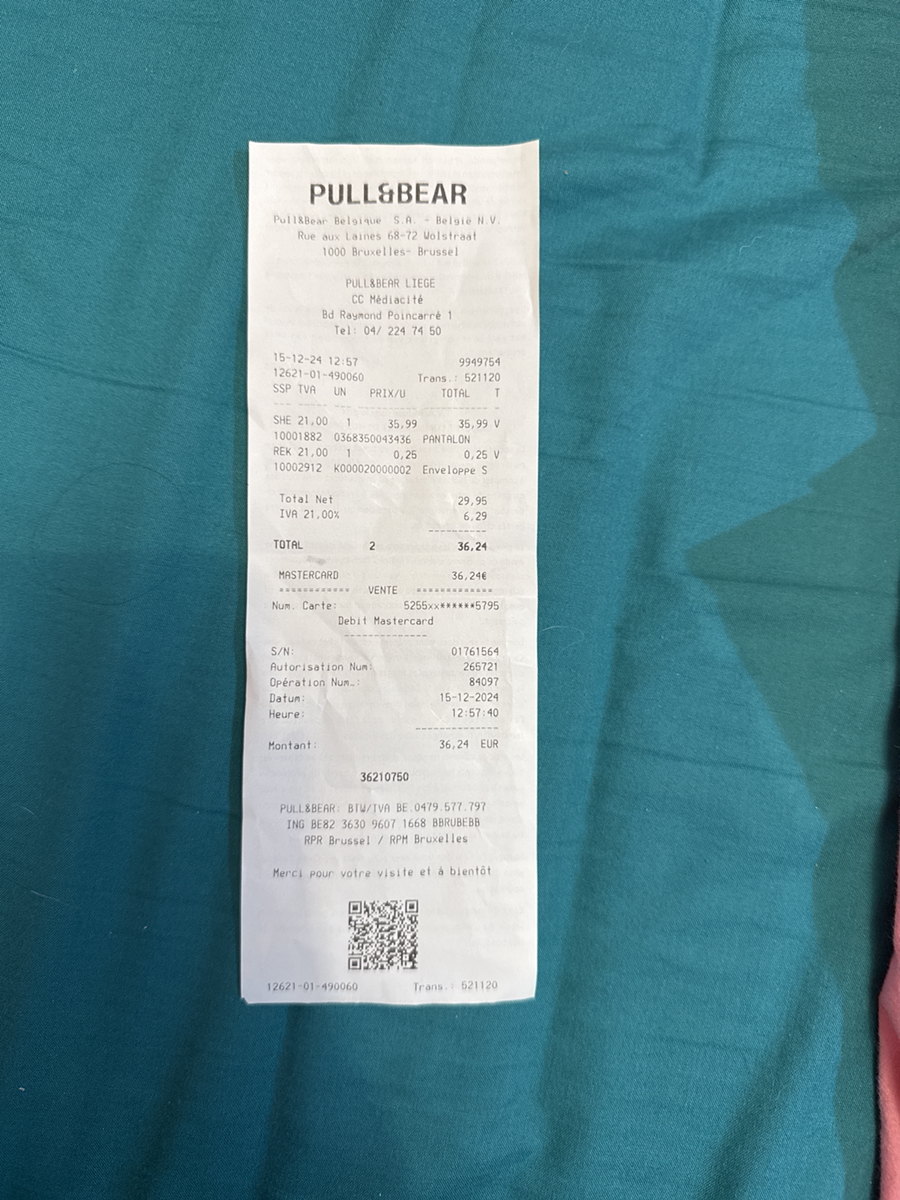 PULL&BEAR
Pull&Bear Belgique S.A. - België N.V.
Rue aux Laines 68-72 Wolstraat
1000 Bruxelles- Brussel
PULL&BEAR LIEGE
CC Médiacité
Bd Raymond Poincarré 1
Tel: 04/ 224 74 50
15-12-24 12:57 9949754
12621-01-490060 Trans.: 521120
SSP TVA UN PRIX/U TOTAL T
SHE 21,00 1 35,99 35,99 V
10001882 0368350043436 PANTALON
REK 21,00 1 0,25 0,25 V
10002912 K000020000002 Enveloppe S
Total Net 29,95
IVA 21,00% 6,29
TOTAL 2 36,24
MASTERCARD 36,24€
============ VENTE =============
Num. Carte: 5255xx******5795
Debit Mastercard
S/N: 01761564
Autorisation Num: 265721
Opération Num.: 84097
Datum: 15-12-2024
Heure: 12:57:40
Montant: 36,24 EUR
36210750
PULL&BEAR: BTW/TVA BE.0479.577.797
ING BE82 3630 9607 1668 BBRUBEBB
RPR Brussel / RPM Bruxelles
Merci pour votre visite et à bientôt
12621-01-490060 Trans.: 521120